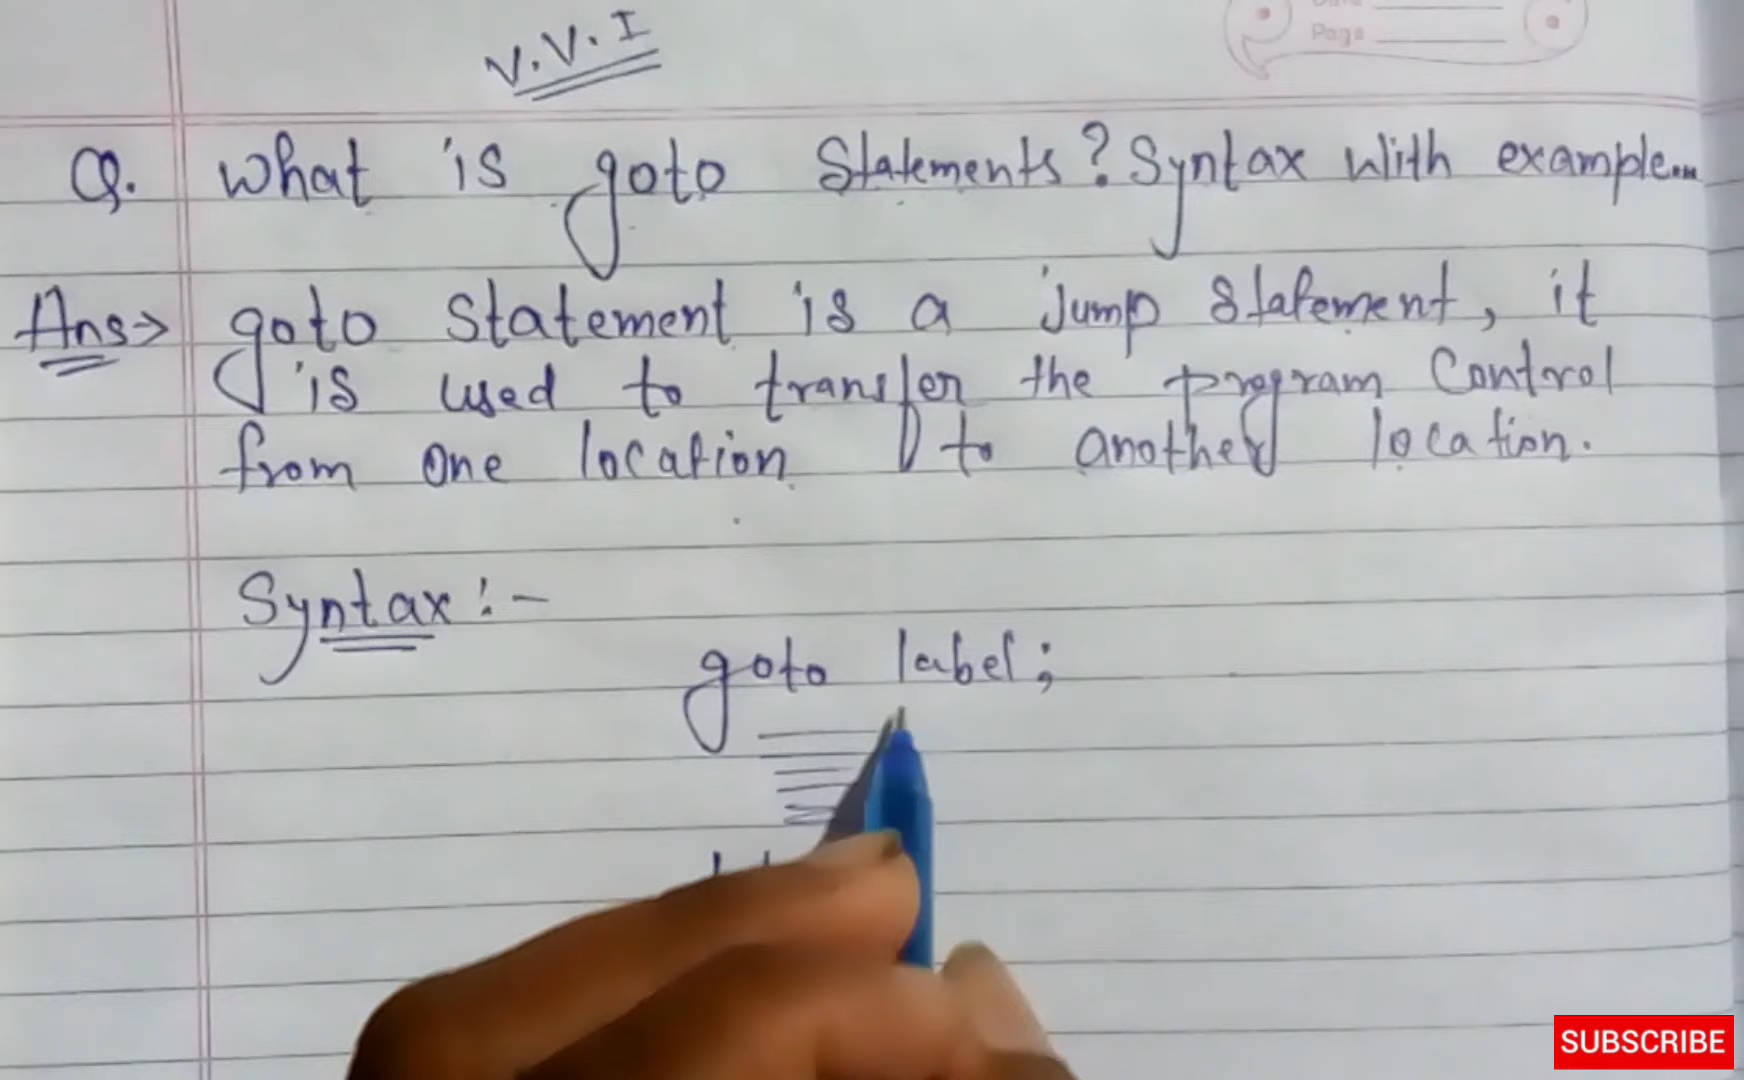 V.V.I
Page
Q. What is goto Statements? Syntax with example...
Ans→ goto statement is a jump statement, it
is used to transfer the program Control
from one location to another location.
Syntax:-
goto label;
SUBSCRIBE